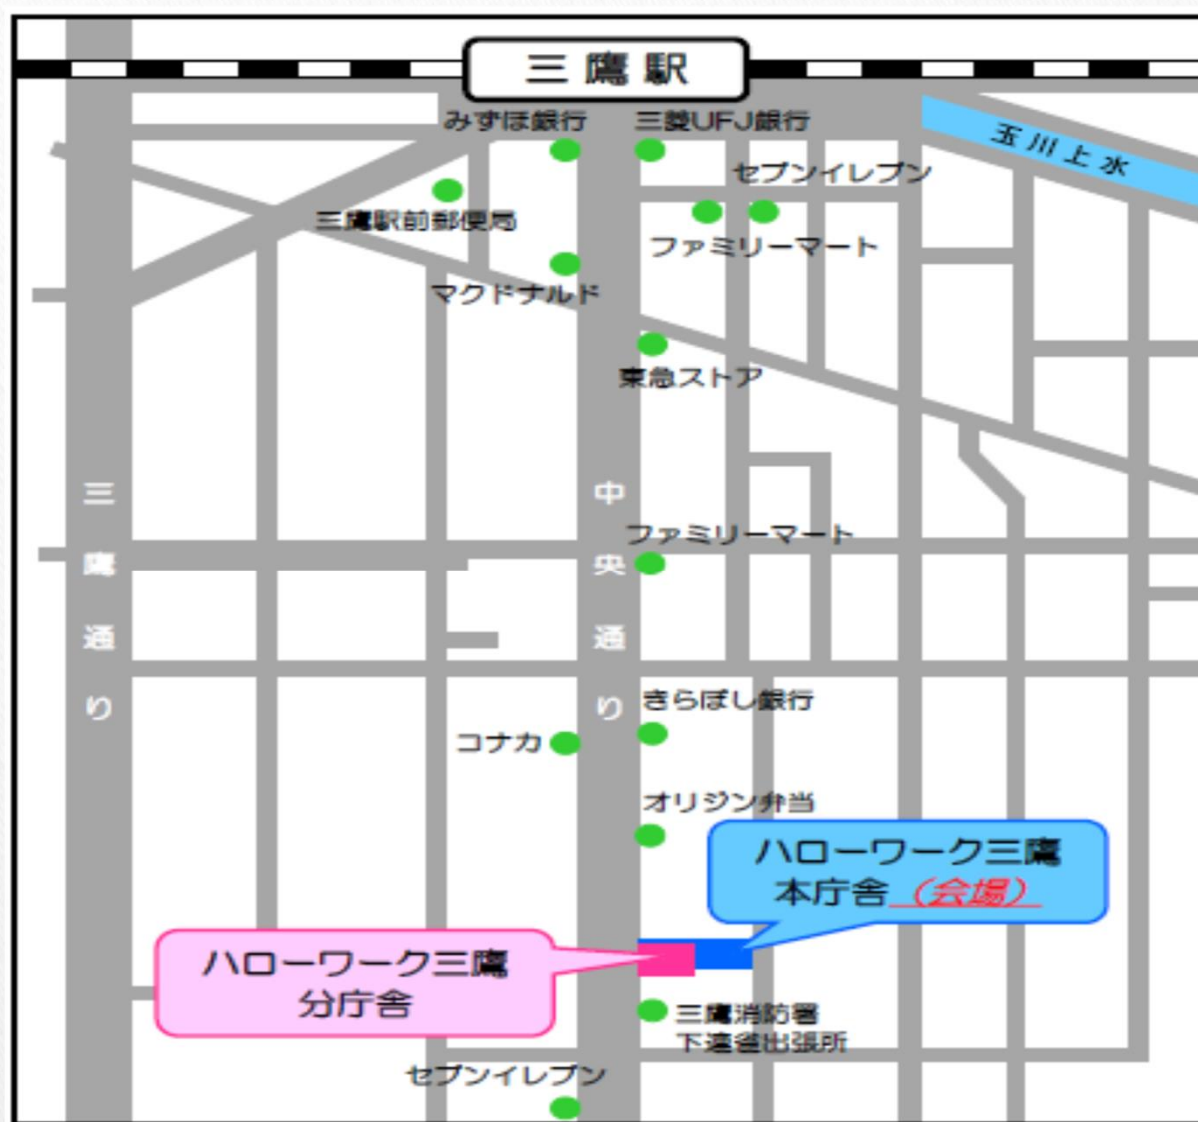 三鷹駅
みずほ銀行
三菱UFJ銀行
玉川上水
セブンイレブン
三鷹駅前郵便局
ファミリーマート
マクドナルド
東急ストア
三鷹通り
中央通り
ファミリーマート
きらぼし銀行
コナカ
オリジン弁当
ハローワーク三鷹
本庁舎（会場）
ハローワーク三鷹
分庁舎
三鷹消防署
下連雀出張所
セブンイレブン